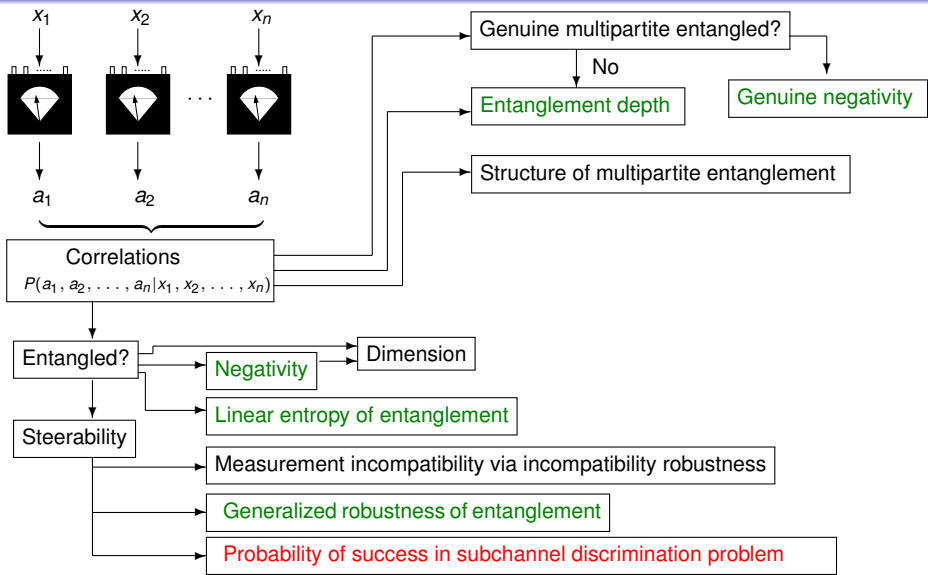 x1 x2 xn
. . .
a1 a2 an
Correlations
P(a1, a2, . . . , an|x1, x2, . . . , xn)
Genuine multipartite entangled?
No
Entanglement depth
Genuine negativity
Structure of multipartite entanglement
Entangled?
Dimension
Negativity
Linear entropy of entanglement
Steerability
Measurement incompatibility via incompatibility robustness
Generalized robustness of entanglement
Probability of success in subchannel discrimination problem